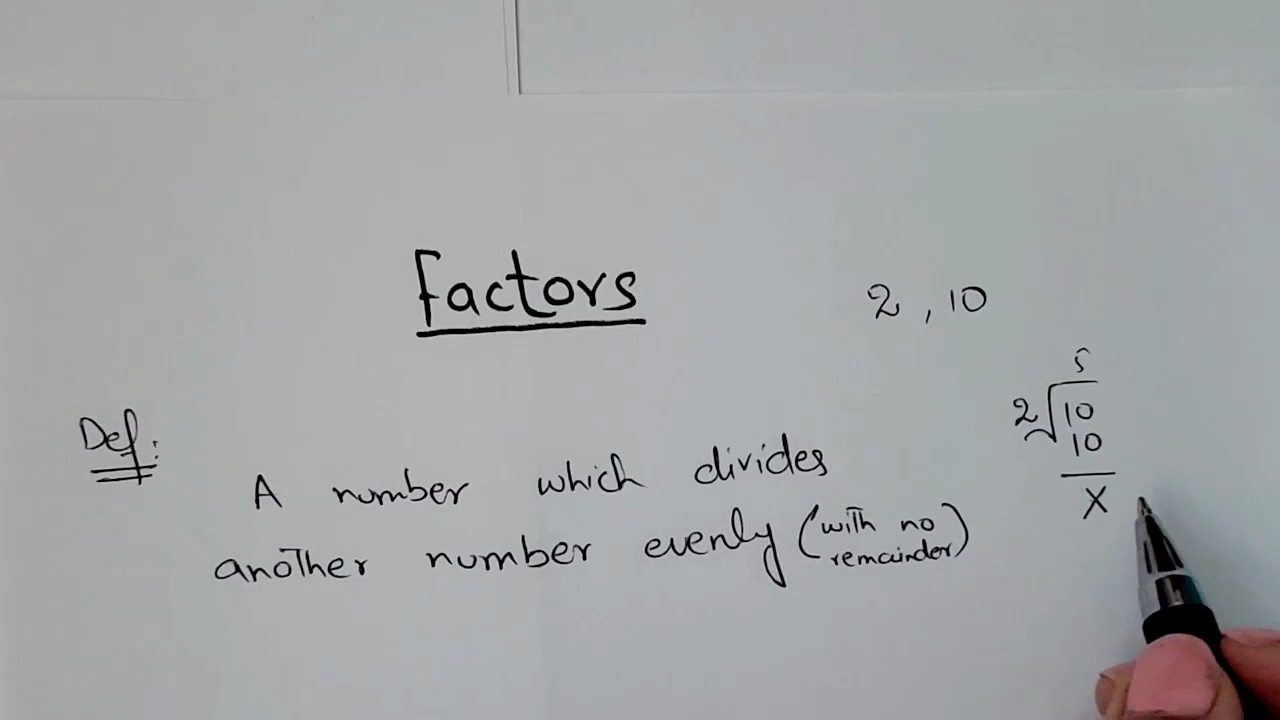 Factors
2, 10
Def:
A number which divides
another number evenly (with no
remainder)
5
2 10
10
X